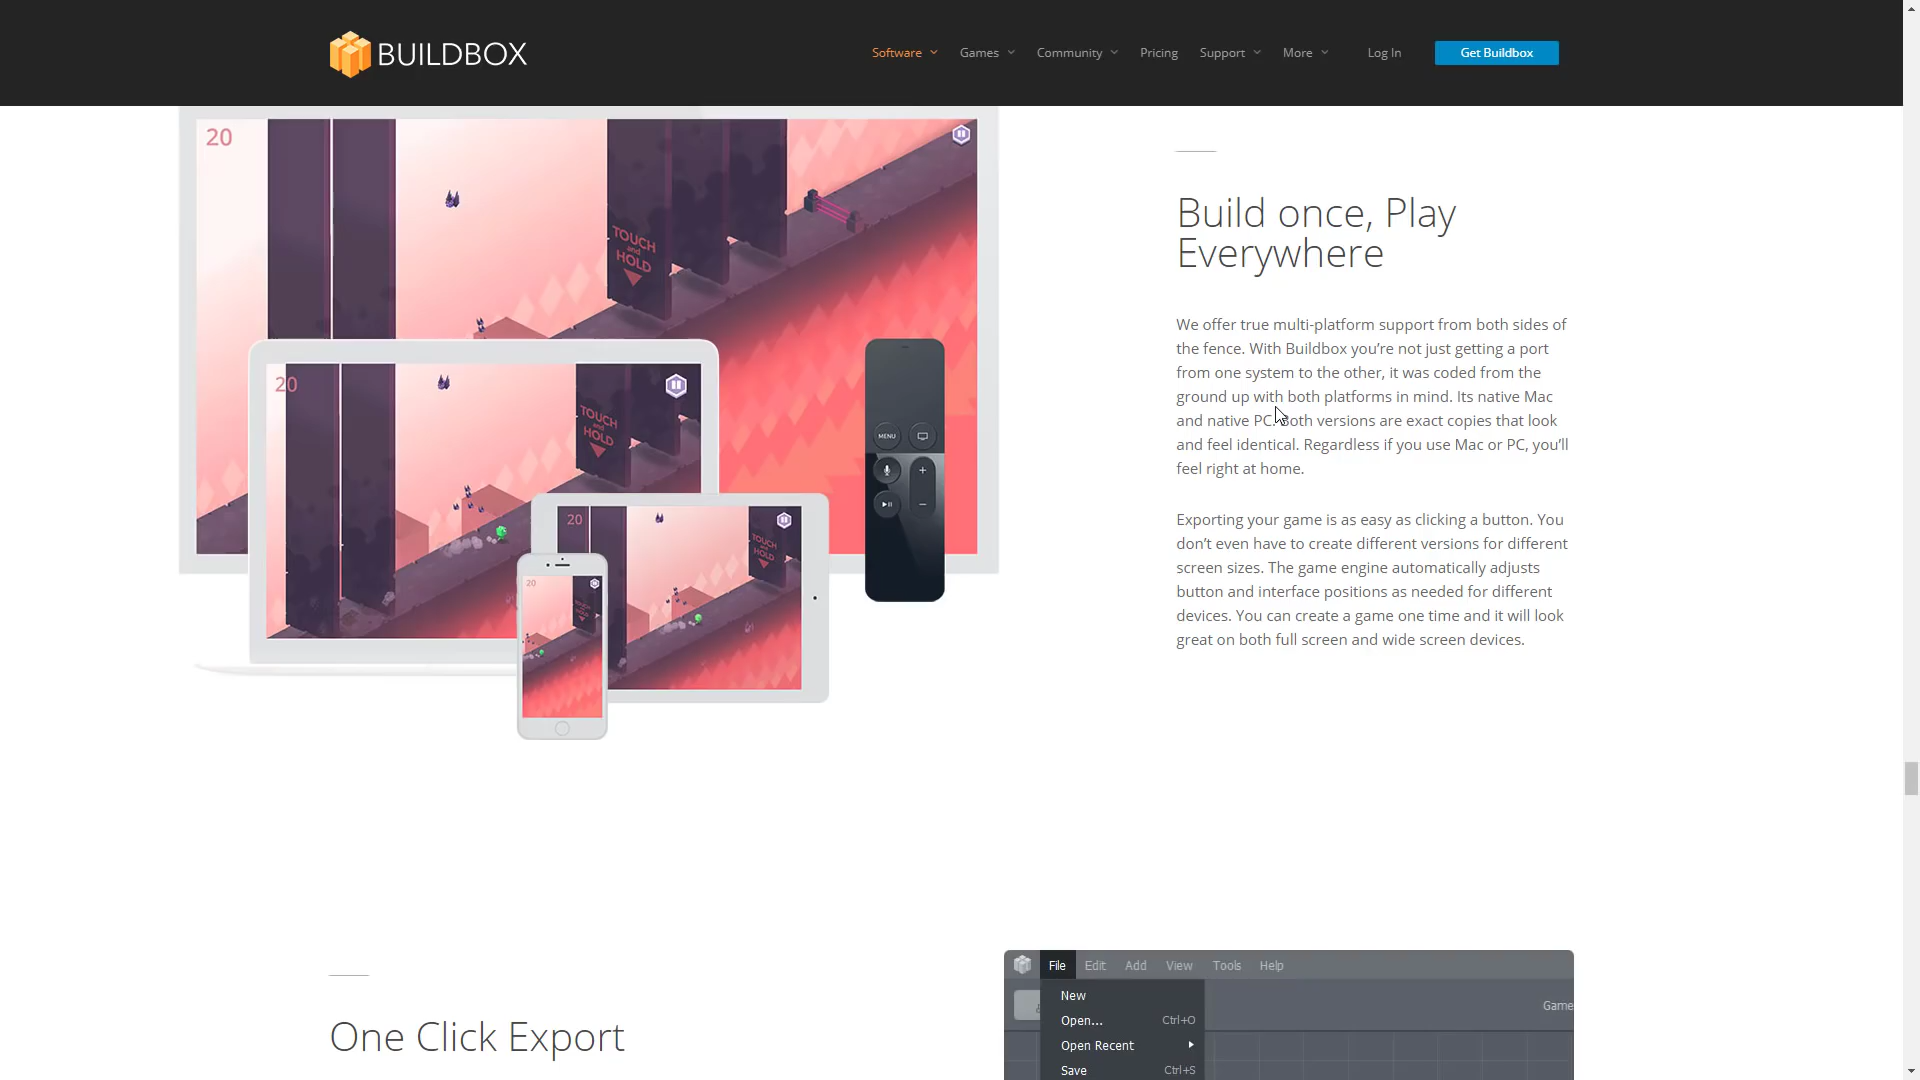 BUILDBOX
Software
Games
Community
Pricing
Support
More
Log In
Get Buildbox
20
TOUCH
and
HOLD
20
TOUCH
and
HOLD
20
TOUCH
and
HOLD
20
MENU
Build once, Play
Everywhere
We offer true multi-platform support from both sides of
the fence. With Buildbox you’re not just getting a port
from one system to the other, it was coded from the
ground up with both platforms in mind. Its native Mac
and native PC. Both versions are exact copies that look
and feel identical. Regardless if you use Mac or PC, you’ll
feel right at home.
Exporting your game is as easy as clicking a button. You
don’t even have to create different versions for different
screen sizes. The game engine automatically adjusts
button and interface positions as needed for different
devices. You can create a game one time and it will look
great on both full screen and wide screen devices.
One Click Export
File
Edit
Add
View
Tools
Help
New
Open... Ctrl+O
Open Recent
Save Ctrl+S
Game